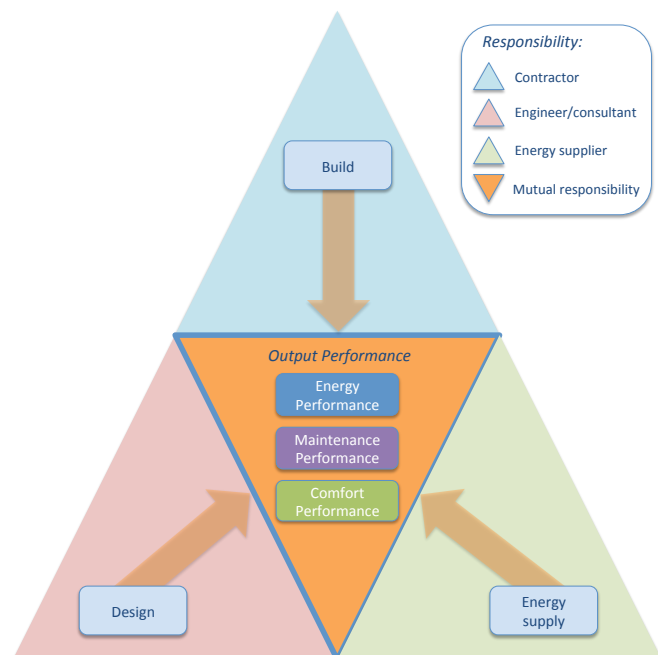 Responsibility:
Contractor
Engineer/consultant
Energy supplier
Mutual responsibility
Build
Output Performance
Energy
Performance
Maintenance
Performance
Comfort
Performance
Design
Energy
supply